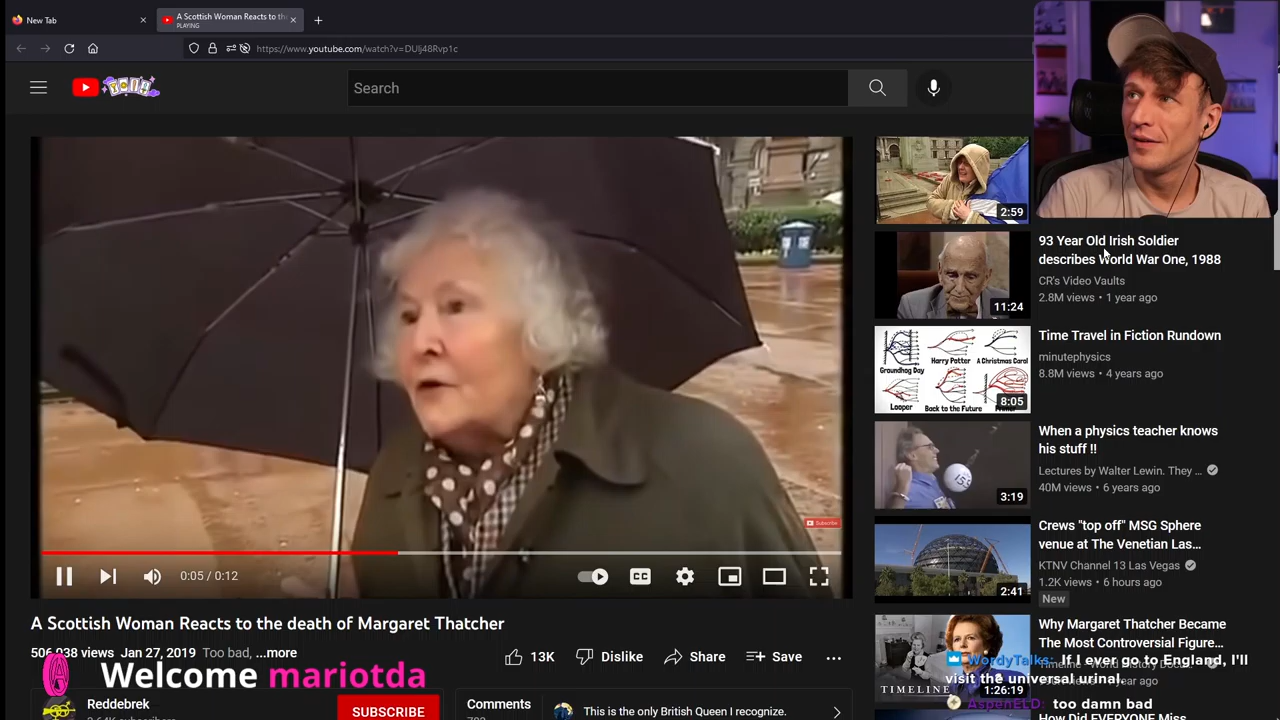 New Tab
A Scottish Woman Reacts to the
PLAYING
https://www.youtube.com/watch?v=DUlj48Rvp1c
Search
2:59
93 Year Old Irish Soldier
describes World War One, 1988
CR's Video Vaults
2.8M views • 1 year ago
11:24
Time Travel in Fiction Rundown
minutephysics
8.8M views • 4 years ago
Groundhog Day
Harry Potter
A Christmas Carol
Looper
Back to the Future
8:05
When a physics teacher knows
his stuff !!
Lectures by Walter Lewin. They ...
40M views • 6 years ago
3:19
Crews "top off" MSG Sphere
venue at The Venetian Las...
KTNV Channel 13 Las Vegas
1.2K views • 6 hours ago
New
2:41
Why Margaret Thatcher Became
The Most Controversial Figure...
TIMELINE
1:26:19
WordyTalks: If I ever go to England, I'll
visit the universal urinal.
AspenELD: too damn bad
Subscribe
0:05 / 0:12
CC
A Scottish Woman Reacts to the death of Margaret Thatcher
views Jan 27, 2019 Too bad, ...more
13K
Dislike
Share
Save
Welcome mariotda
Reddebrek
SUBSCRIBE
Comments
This is the only British Queen I recognize.